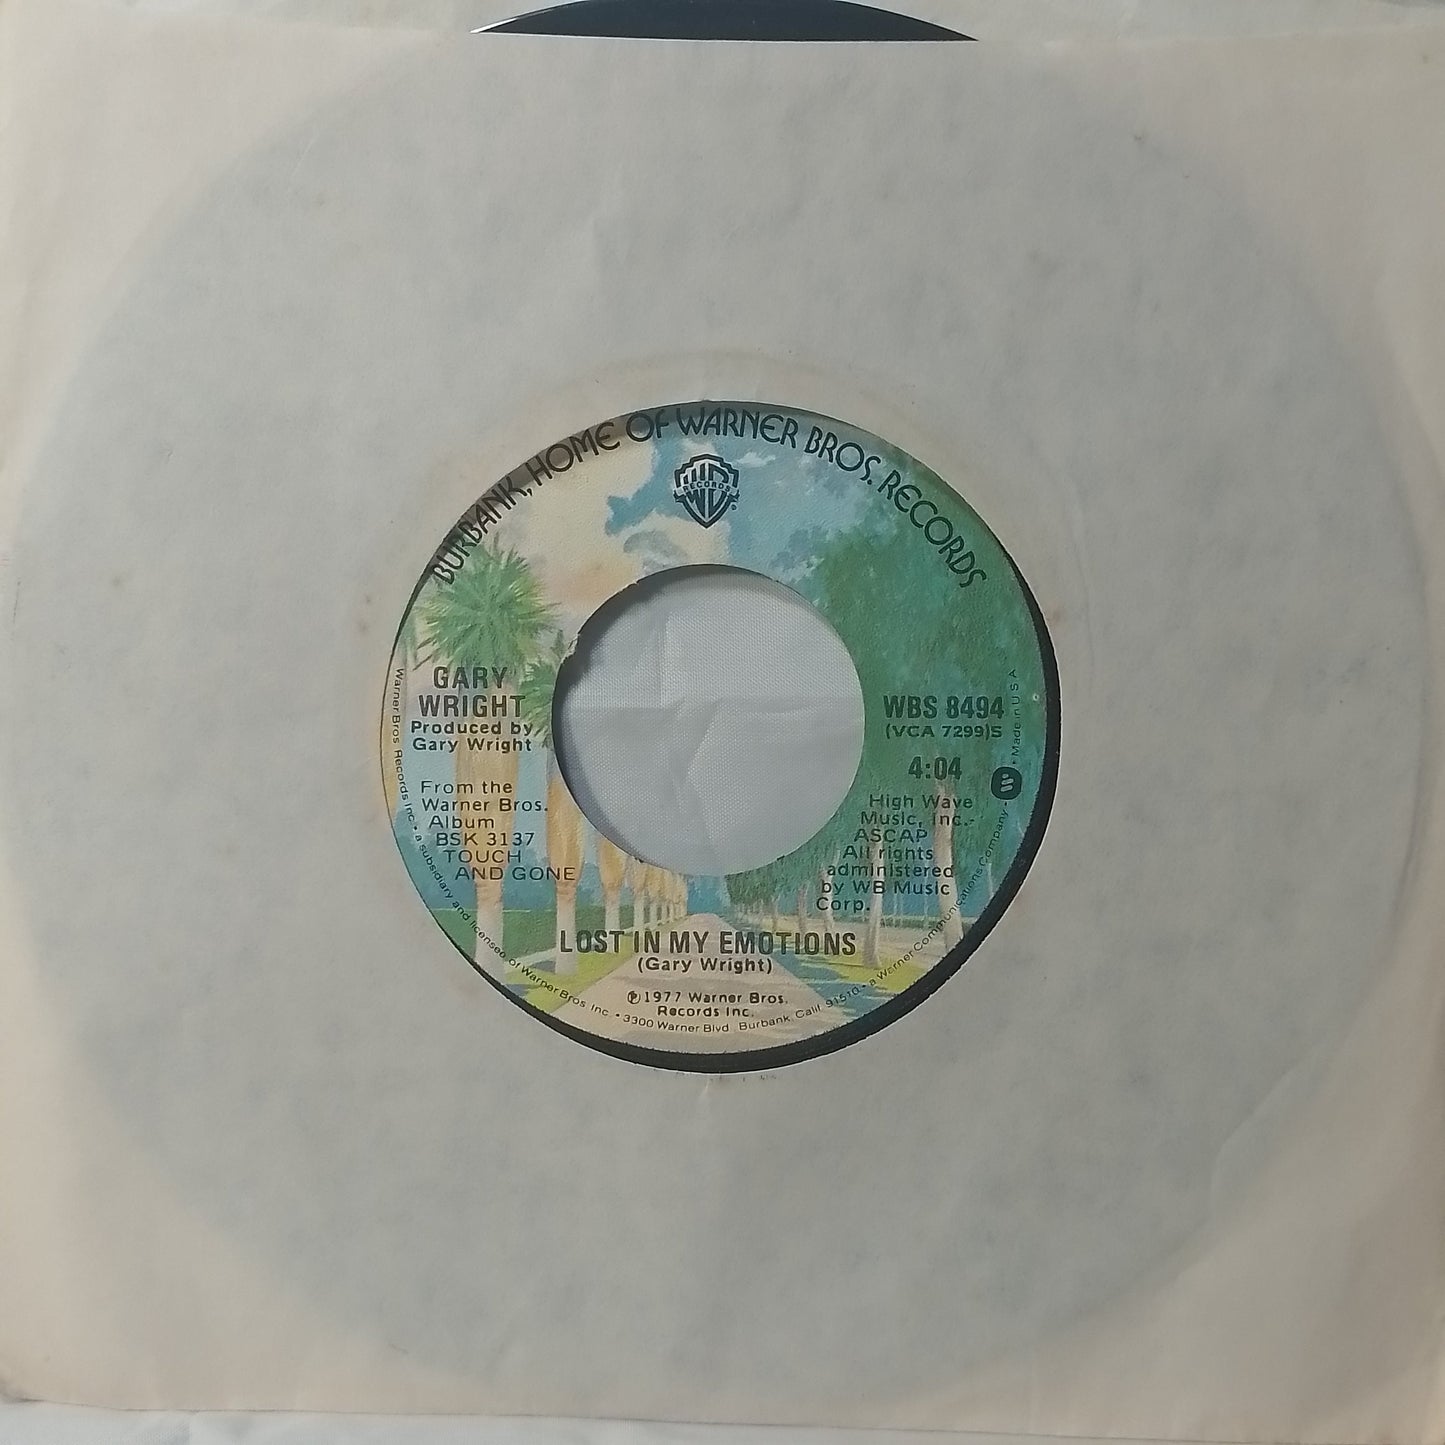 BURBANK, HOME OF WARNER BROS. RECORDS
WB
RECORDS
GARY
WRIGHT
Produced by
Gary Wright
From the
Warner Bros.
Album
BSK 3137
TOUCH
AND GONE
WBS 8494
(VCA 7299)S
4:04
High Wave
Music, Inc.-
ASCAP
All rights
administered
by WB Music
Corp.
LOST IN MY EMOTIONS
(Gary Wright)
℗1977 Warner Bros.
Records Inc.
Warner Bros. Records Inc. • a subsidiary and licensee of Warner Bros. Inc. • 3300 Warner Blvd., Burbank, Calif. 91510 • a Warner Communications Company • Made in U S A